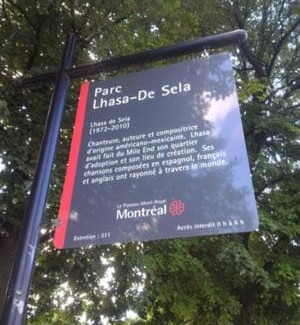 Parc
Lhasa–De Sela
Lhasa de Sela
(1972–2010)
Chanteuse, auteure et compositrice
d'origine américano-mexicaine, Lhasa
avait fait du Mile End son quartier
d'adoption et son lieu de création. Ses
chansons composées en espagnol, français
et anglais ont rayonné à travers le monde.
Le Plateau-Mont-Royal
Montréal
Entretien : 311
Accès interdit 0 h à 6 h